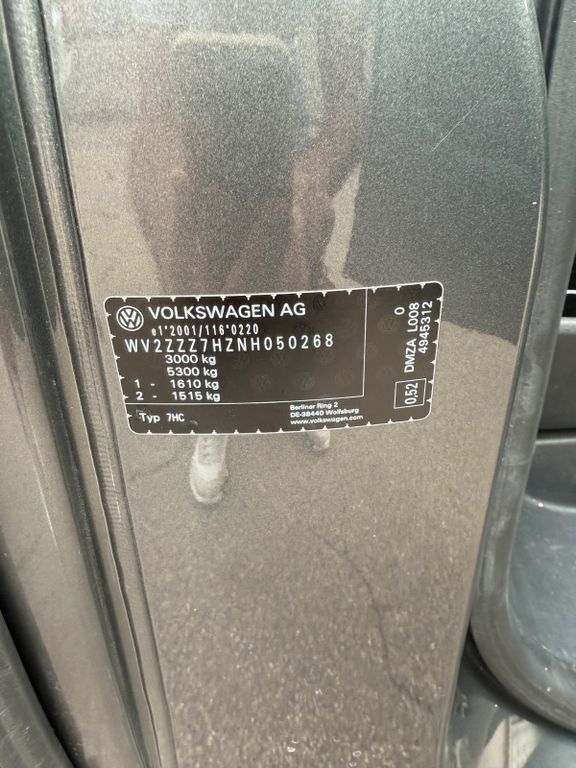 VOLKSWAGEN AG
e1*2001/116*0220
WV2ZZZ7HZNH050268
3000 kg
5300 kg
1 - 1610 kg
2 - 1515 kg
Typ 7HC
Berliner Ring 2
DE-38440 Wolfsburg
www.volkswagen.com
0,52
DMZA L008 0
4945312